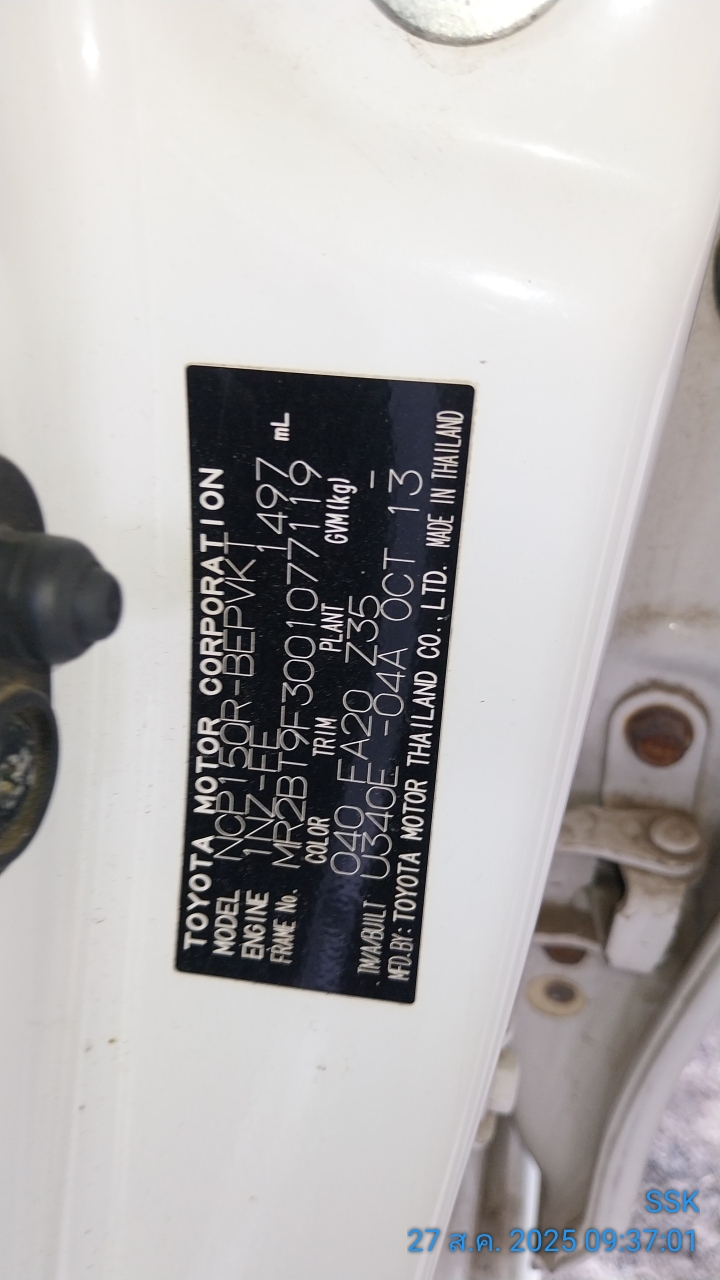 TOYOTA MOTOR CORPORATION
MODEL NCP150R-BEPVKT
ENGINE 1NZ-FE 1497 mL
FRAME No. MR2BT9F3001077119
COLOR TRIM PLANT GVM(kg)
040 FA20 Z35 —
TM/A/BUILT U340E -04A OCT 13
MFD.BY: TOYOTA MOTOR THAILAND CO., LTD. MADE IN THAILAND
SSK
27 ส.ค. 2025 09:37:01